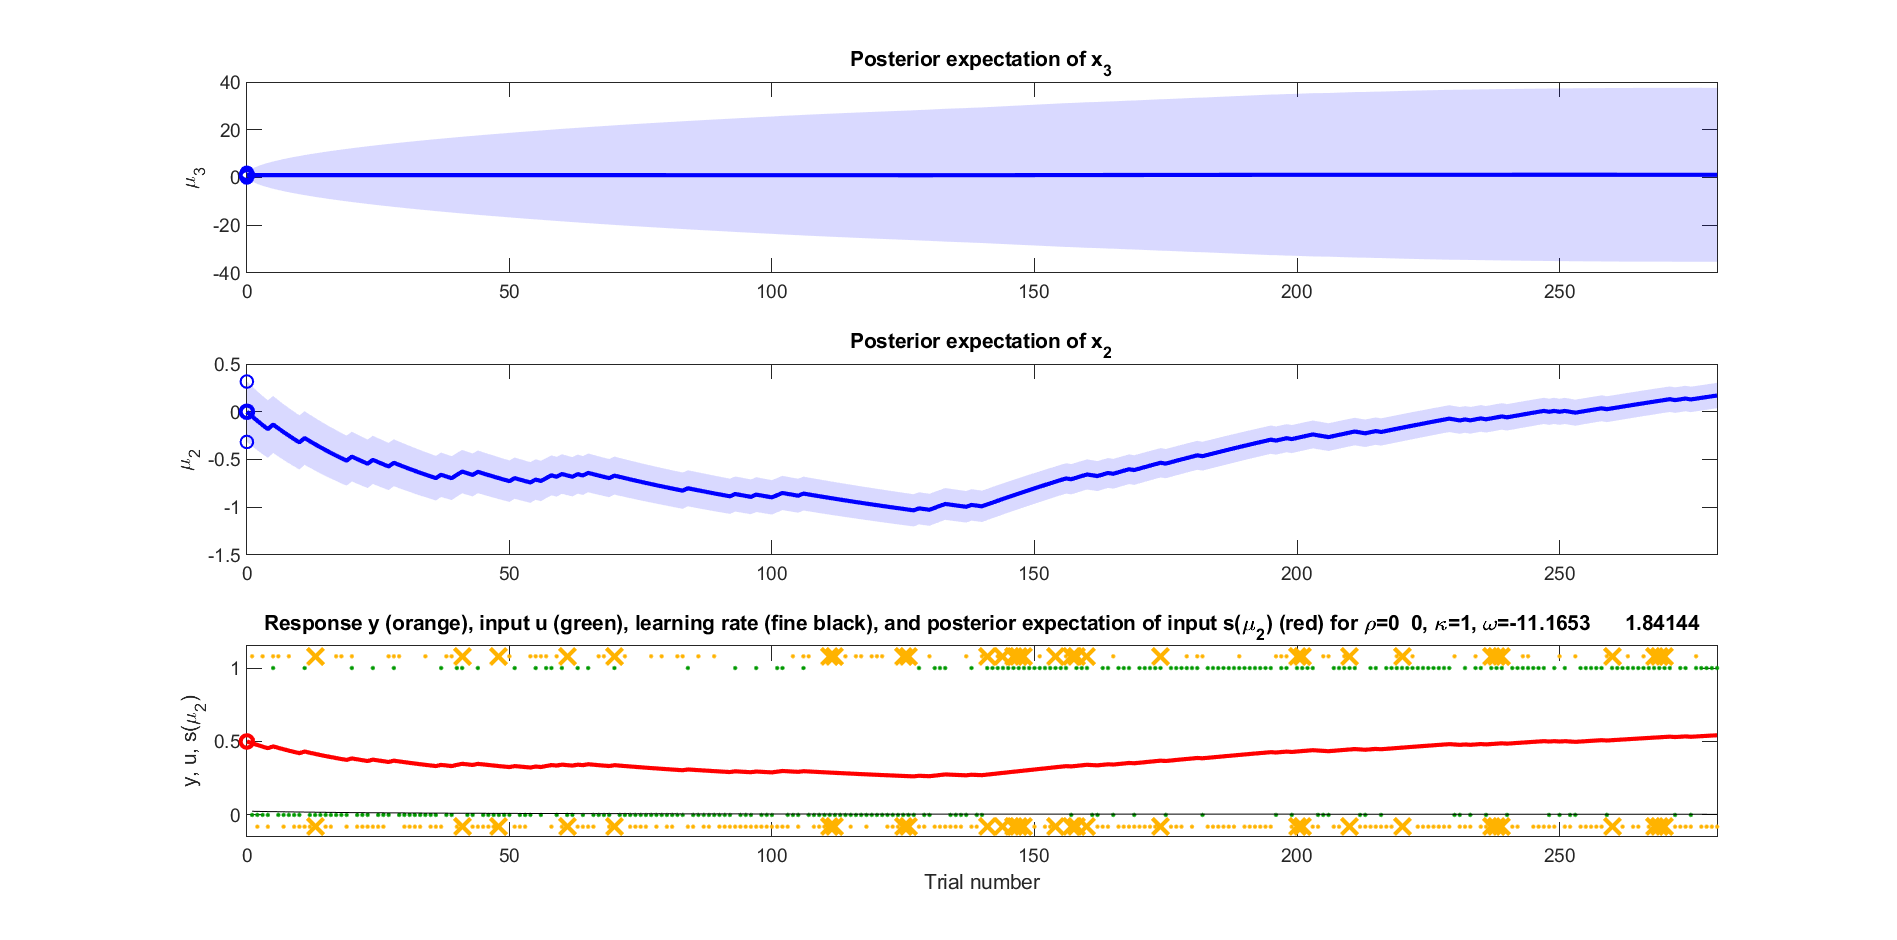 Posterior expectation of x3
40
20
0
-20
-40
μ3
0 50 100 150 200 250
Posterior expectation of x2
0.5
0
-0.5
-1
-1.5
μ2
0 50 100 150 200 250
Response y (orange), input u (green), learning rate (fine black), and posterior expectation of input s(μ2) (red) for ρ=0 0, κ=1, ω=-11.1653 1.84144
1
0.5
0
y, u, s(μ2)
0 50 100 150 200 250
Trial number